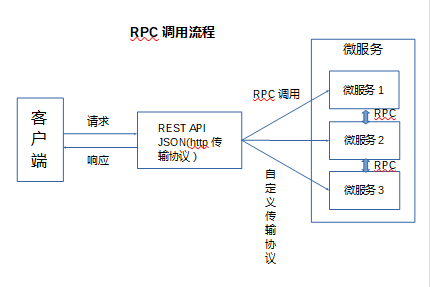 RPC 调用流程
微服务
RPC 调用
微服务 1
RPC
客户端
请求
响应
REST API
JSON(http 传
输协议 )
微服务 2
RPC
微服务 3
自定义传输协议